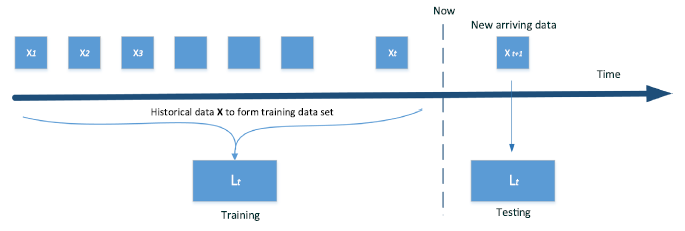 Now
New arriving data
X1 X2 X3 Xt X t+1
Time
Historical data X to form training data set
Lt Lt
Training Testing